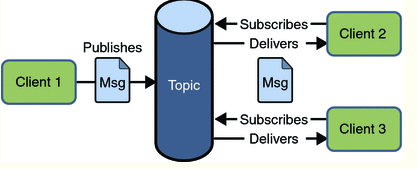 Publishes
Client 1
Msg
Topic
Subscribes
Delivers
Client 2
Msg
Subscribes
Delivers
Client 3